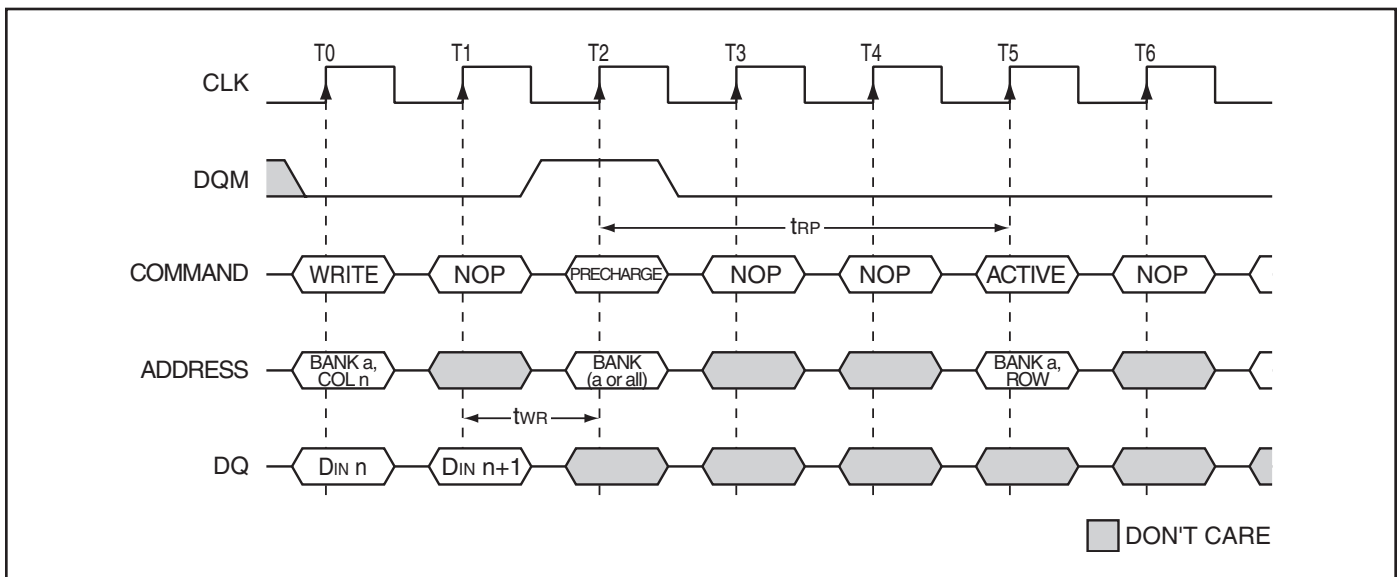 T0 T1 T2 T3 T4 T5 T6
CLK
DQM
tRP
COMMAND WRITE NOP PRECHARGE NOP NOP ACTIVE NOP
ADDRESS BANK a, COL n BANK (a or all) BANK a, ROW
tWR
DQ DIN n DIN n+1
DON'T CARE